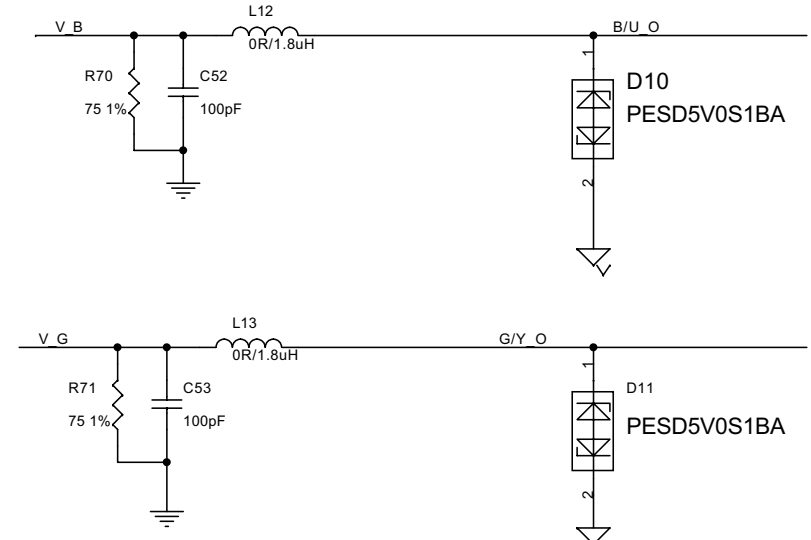 L12
V_B
B/U_O
0R/1.8uH
1
R70
C52
D10
75 1%
100pF
PESD5V0S1BA
2
L13
V_G
G/Y_O
0R/1.8uH
1
R71
C53
D11
75 1%
100pF
PESD5V0S1BA
2